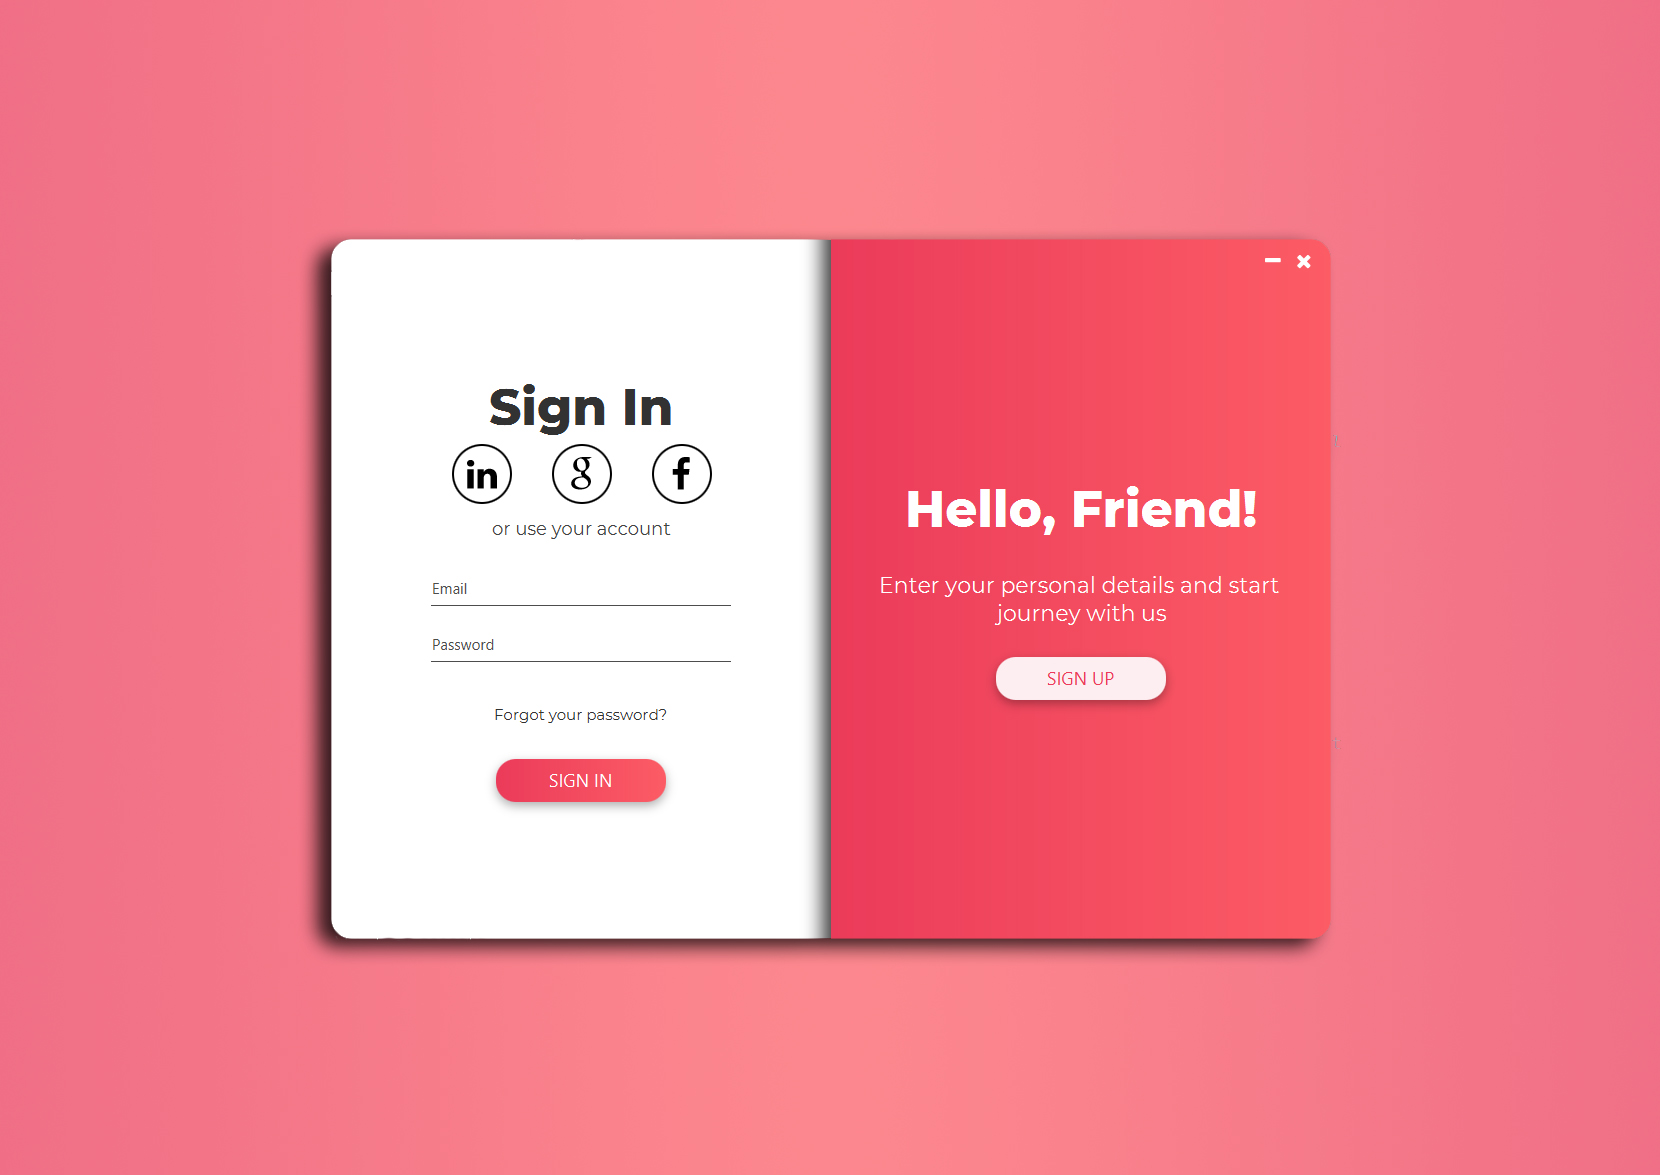 Sign In
in g f
or use your account
Email
Password
Forgot your password?
SIGN IN
Hello, Friend!
Enter your personal details and start
journey with us
SIGN UP